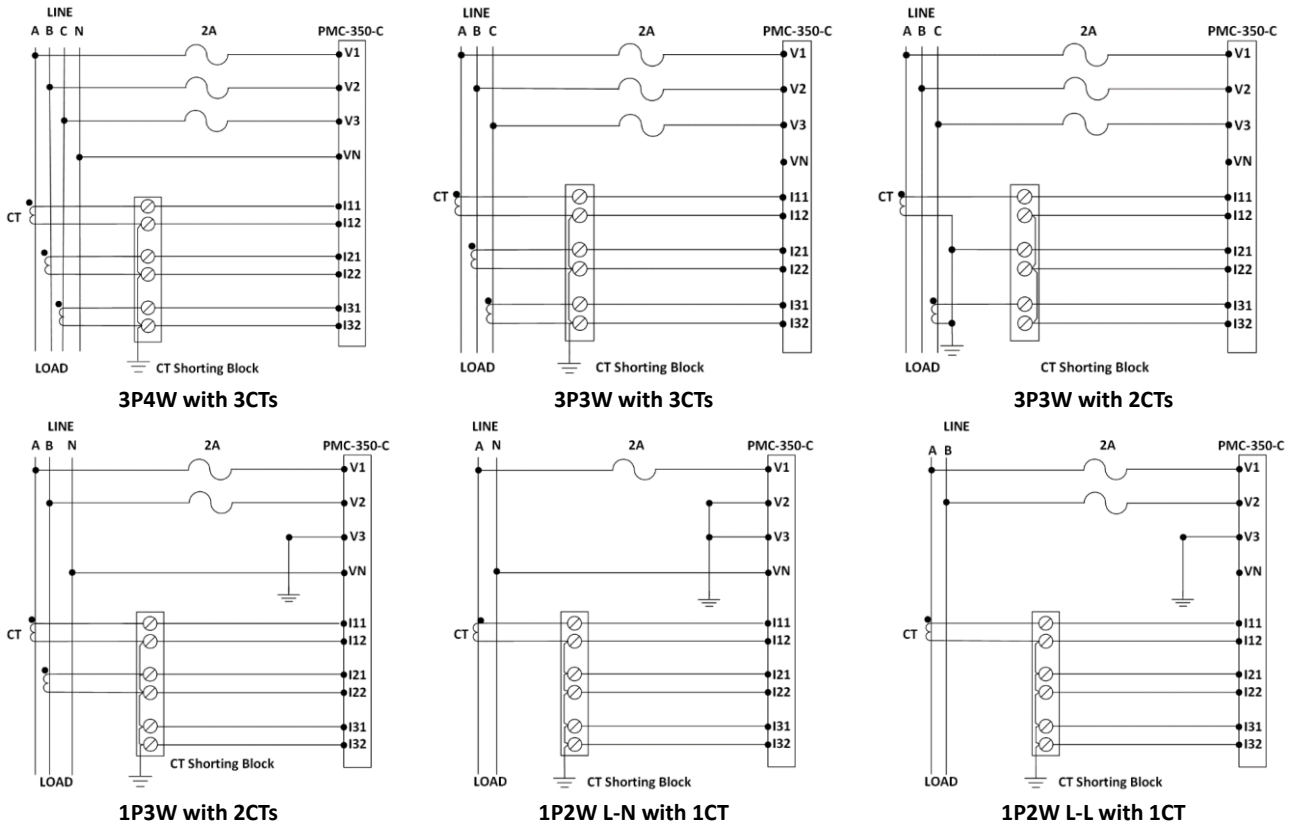 LINE
A B C N
2A
PMC-350-C
V1
V2
V3
VN
CT
I11
I12
I21
I22
I31
I32
LOAD
CT Shorting Block
3P4W with 3CTs
LINE
A B C
2A
PMC-350-C
V1
V2
V3
VN
CT
I11
I12
I21
I22
I31
I32
LOAD
CT Shorting Block
3P3W with 3CTs
LINE
A B C
2A
PMC-350-C
V1
V2
V3
VN
CT
I11
I12
I21
I22
I31
I32
LOAD
CT Shorting Block
3P3W with 2CTs
LINE
A B N
2A
PMC-350-C
V1
V2
V3
VN
CT
I11
I12
I21
I22
I31
I32
CT Shorting Block
LOAD
1P3W with 2CTs
LINE
A N
2A
PMC-350-C
V1
V2
V3
VN
CT
I11
I12
I21
I22
I31
I32
LOAD
CT Shorting Block
1P2W L-N with 1CT
LINE
A B
2A
PMC-350-C
V1
V2
V3
VN
CT
I11
I12
I21
I22
I31
I32
LOAD
CT Shorting Block
1P2W L-L with 1CT